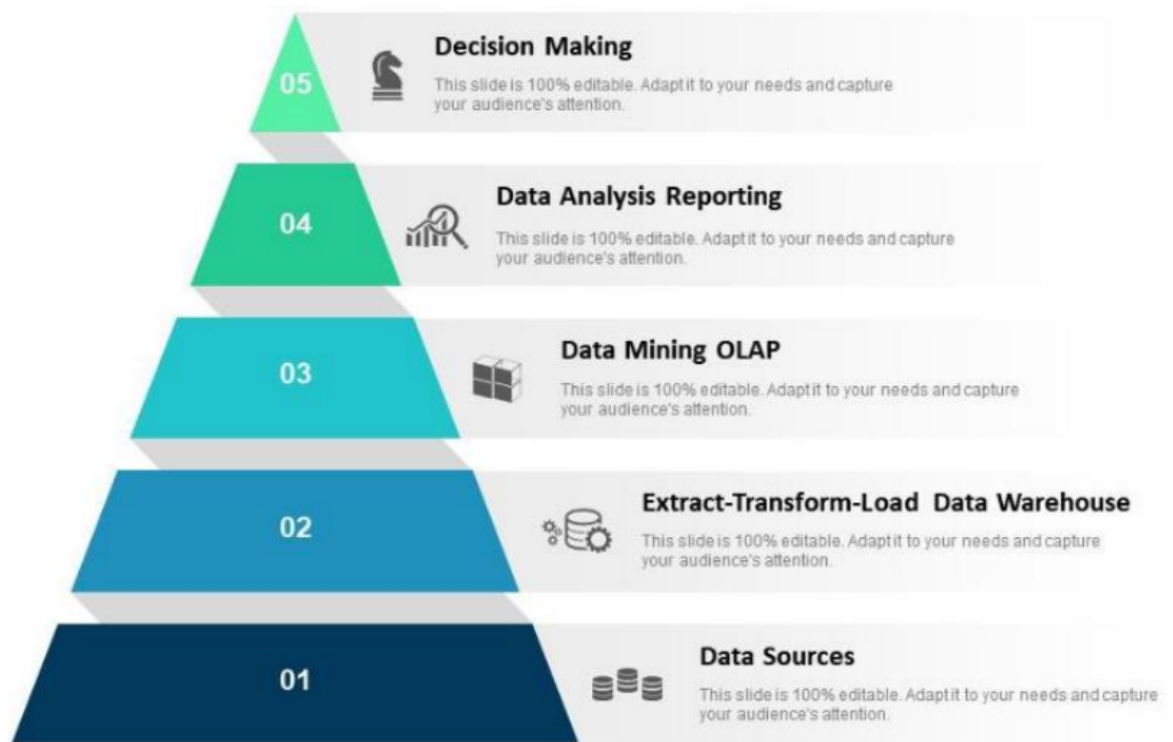 05
Decision Making
This slide is 100% editable. Adapt it to your needs and capture
your audience's attention.
04
Data Analysis Reporting
This slide is 100% editable. Adapt it to your needs and capture
your audience's attention.
03
Data Mining OLAP
This slide is 100% editable. Adapt it to your needs and capture
your audience's attention.
02
Extract-Transform-Load Data Warehouse
This slide is 100% editable. Adapt it to your needs and capture
your audience's attention.
01
Data Sources
This slide is 100% editable. Adapt it to your needs and capture
your audience's attention.